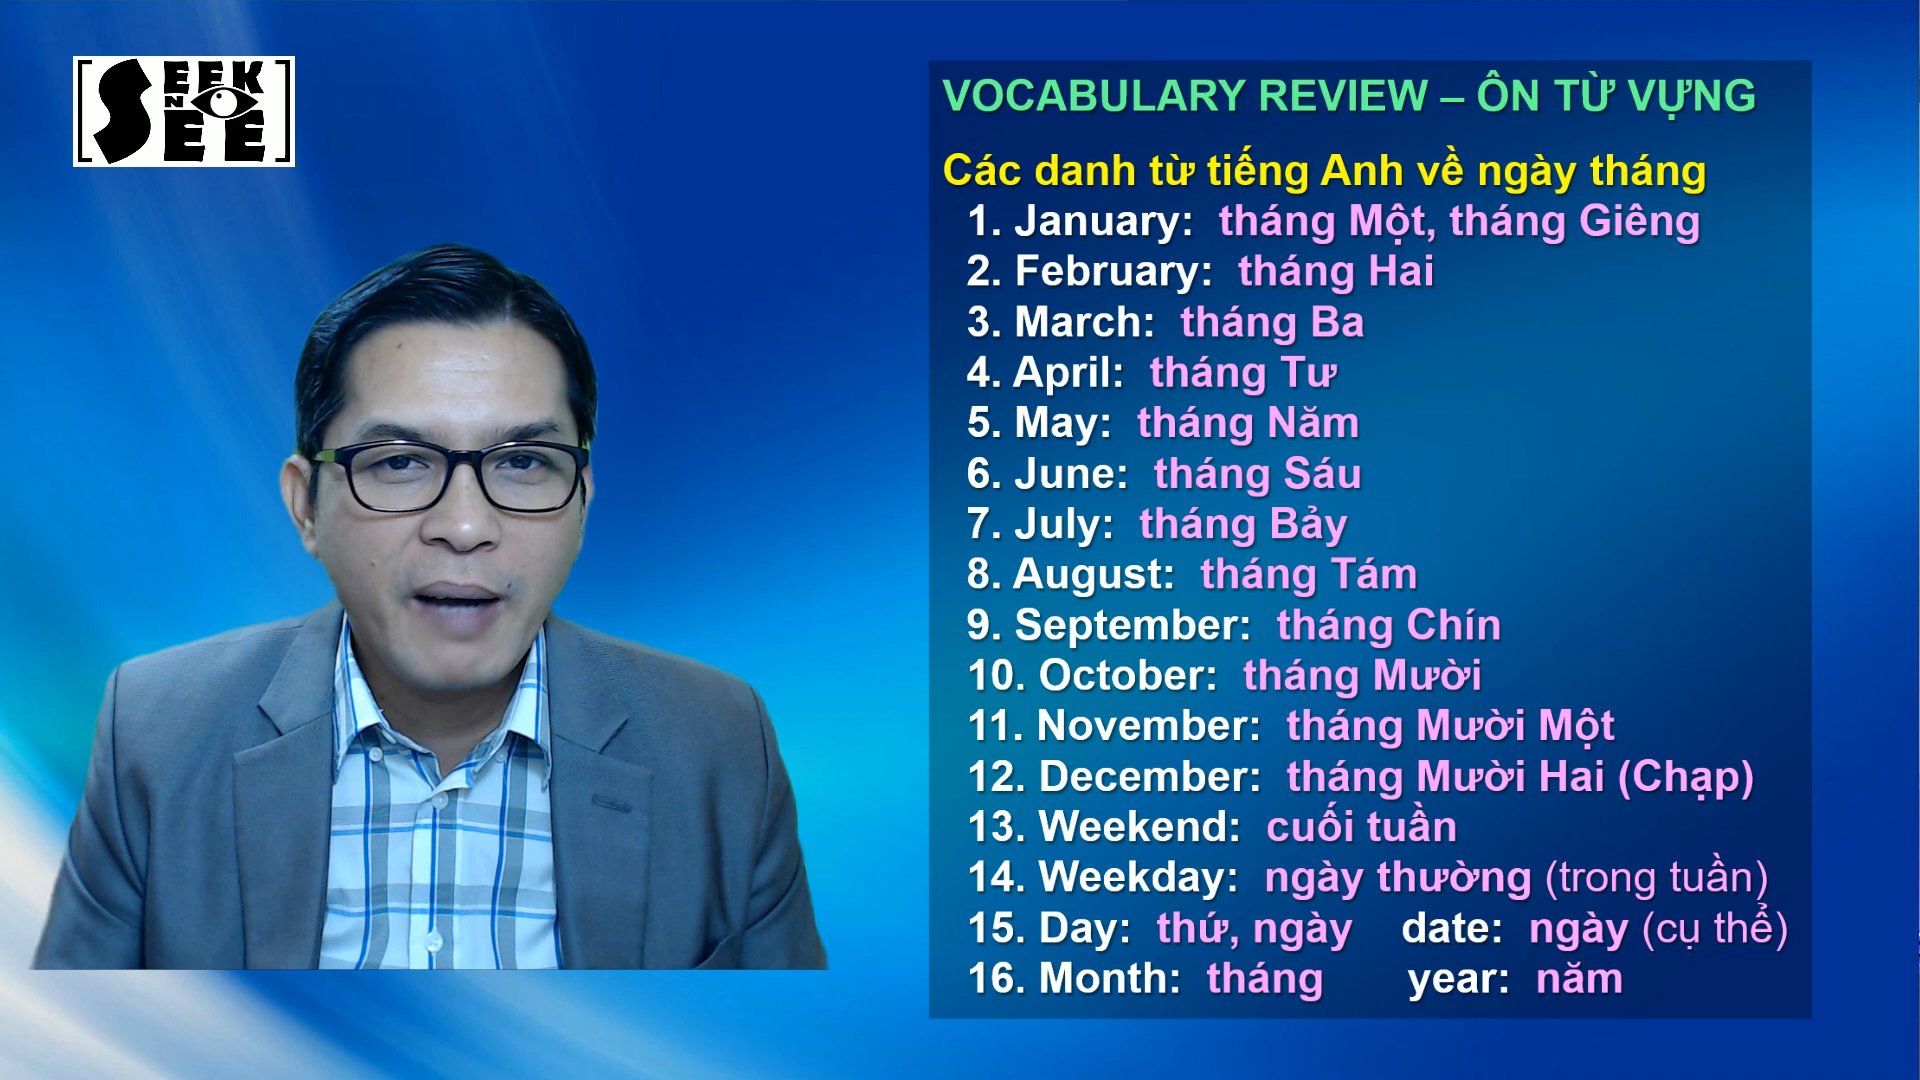 [SEEK N SEE]
VOCABULARY REVIEW – ÔN TỪ VỰNG
Các danh từ tiếng Anh về ngày tháng
1. January: tháng Một, tháng Giêng
2. February: tháng Hai
3. March: tháng Ba
4. April: tháng Tư
5. May: tháng Năm
6. June: tháng Sáu
7. July: tháng Bảy
8. August: tháng Tám
9. September: tháng Chín
10. October: tháng Mười
11. November: tháng Mười Một
12. December: tháng Mười Hai (Chạp)
13. Weekend: cuối tuần
14. Weekday: ngày thường (trong tuần)
15. Day: thứ, ngày date: ngày (cụ thể)
16. Month: tháng year: năm